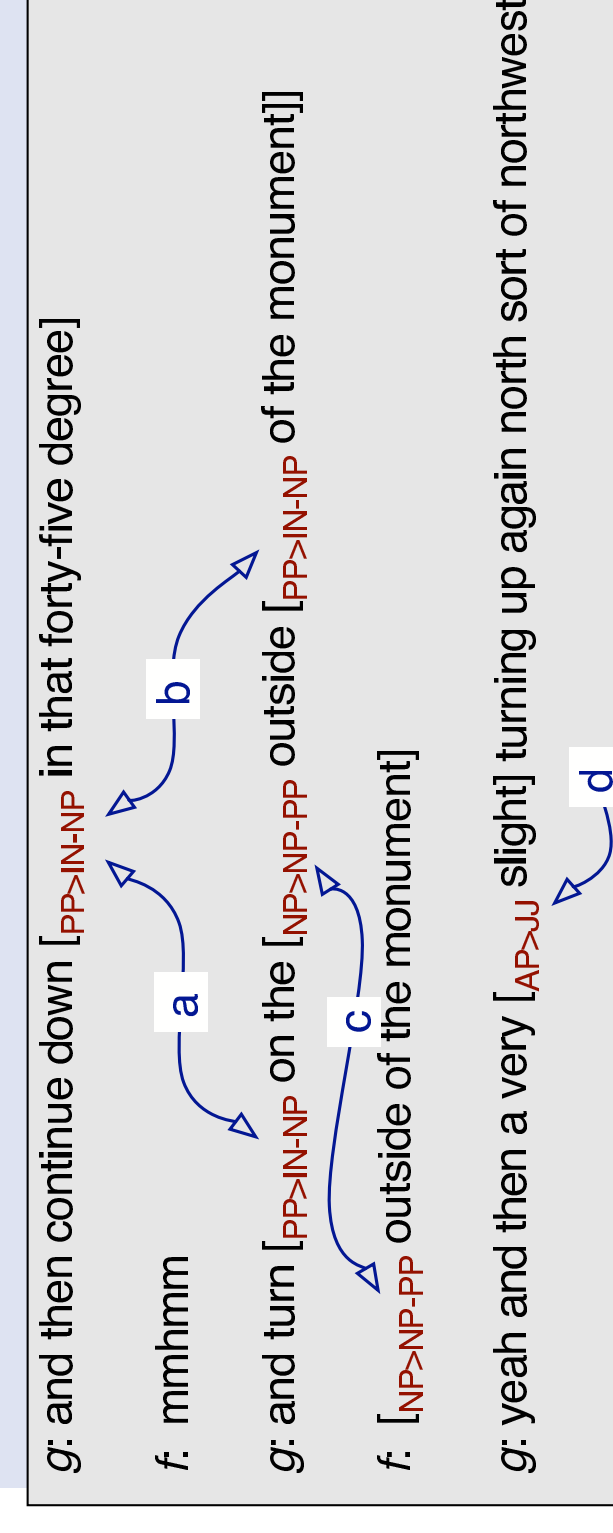 g: and then continue down [PP>IN-NP in that forty-five degree]
a
b
f: mmhmm
g: and turn [PP>IN-NP on the [NP>NP-PP outside [PP>IN-NP of the monument]]
c
f: [NP>NP-PP outside of the monument]
g: yeah and then a very [AP>JJ slight] turning up again north sort of northwest
d